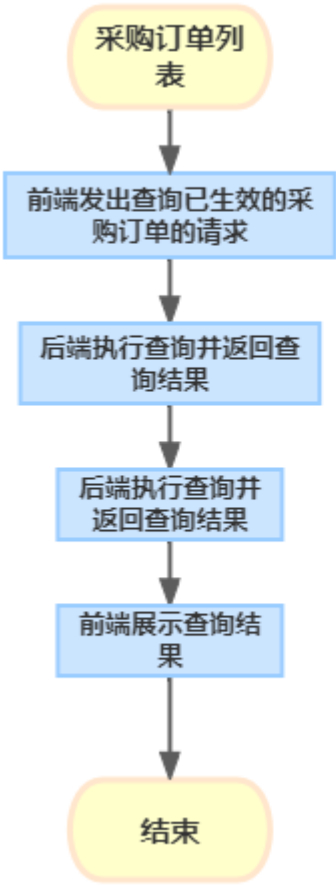 采购订单列
表
前端发出查询已生效的采
购订单的请求
后端执行查询并返回查
询结果
后端执行查询并
返回查询结果
前端展示查询结
果
结束